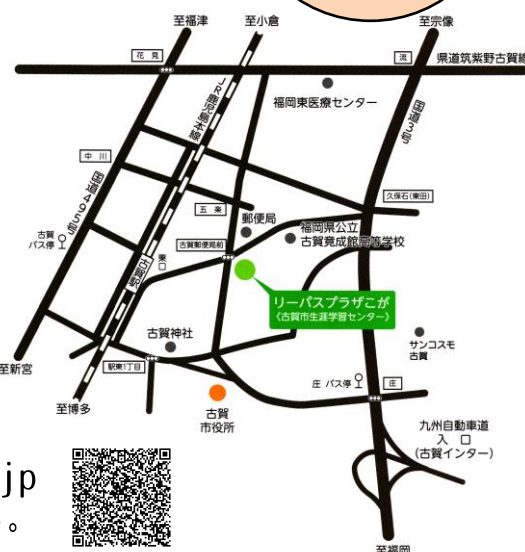 至福津
至小倉
至宗像
花見
流
県道筑紫野古賀線
JR鹿児島本線
福岡東医療センター
国道3号
中川
国道495号
久保石(東田)
五楽
郵便局
福岡県公立
古賀竟成館高等学校
古賀
バス停
古賀郵便局前
東口
古賀駅
リーパスプラザこが
《古賀市生涯学習センター》
古賀神社
サンコスモ
古賀
至新宮
駅東1丁目
庄 バス停
庄
至博多
古賀
市役所
九州自動車道
入口
(古賀インター)
jp
。
至福岡